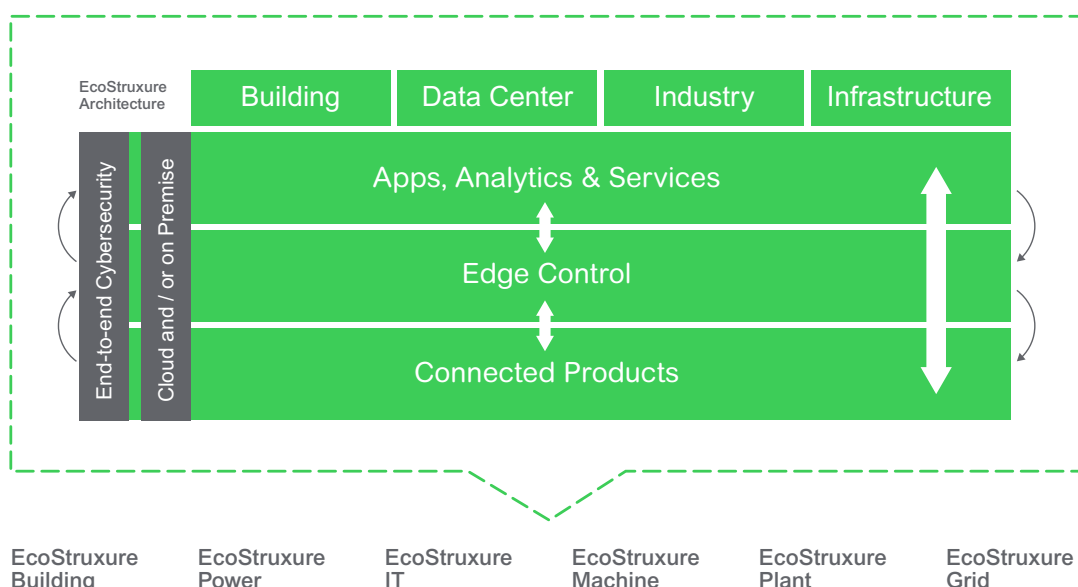 EcoStruxure
Architecture
Building
Data Center
Industry
Infrastructure
End-to-end Cybersecurity
Cloud and / or on Premise
Apps, Analytics & Services
Edge Control
Connected Products
EcoStruxure
Building
EcoStruxure
Power
EcoStruxure
IT
EcoStruxure
Machine
EcoStruxure
Plant
EcoStruxure
Grid